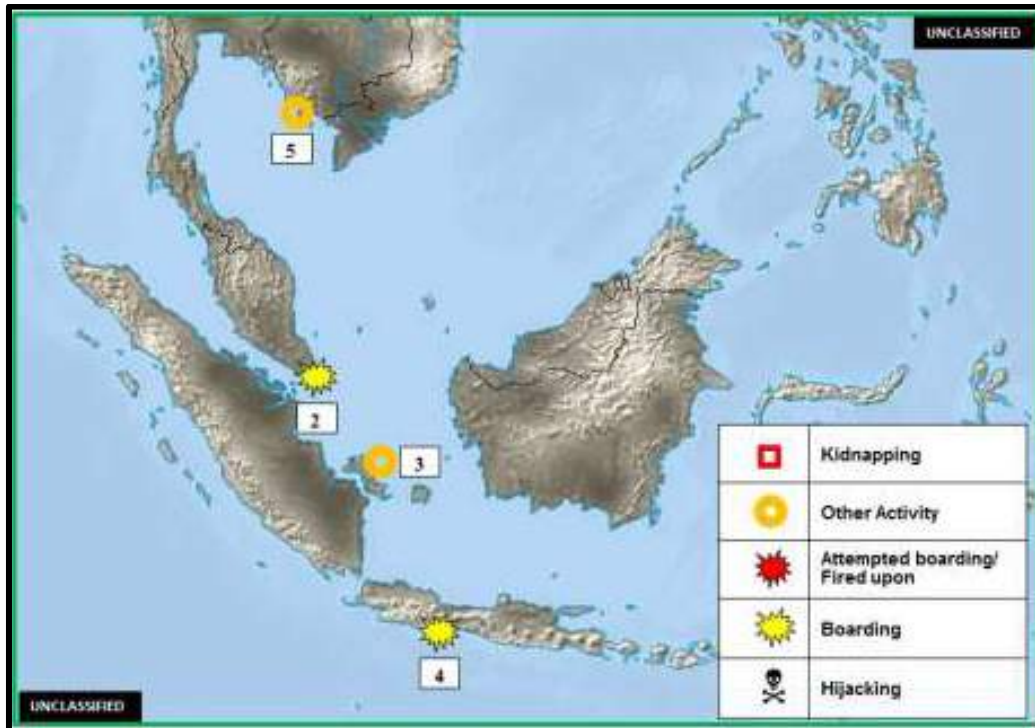 UNCLASSIFIED
5
2
3
4
Kidnapping
Other Activity
Attempted boarding/
Fired upon
Boarding
Hijacking
UNCLASSIFIED